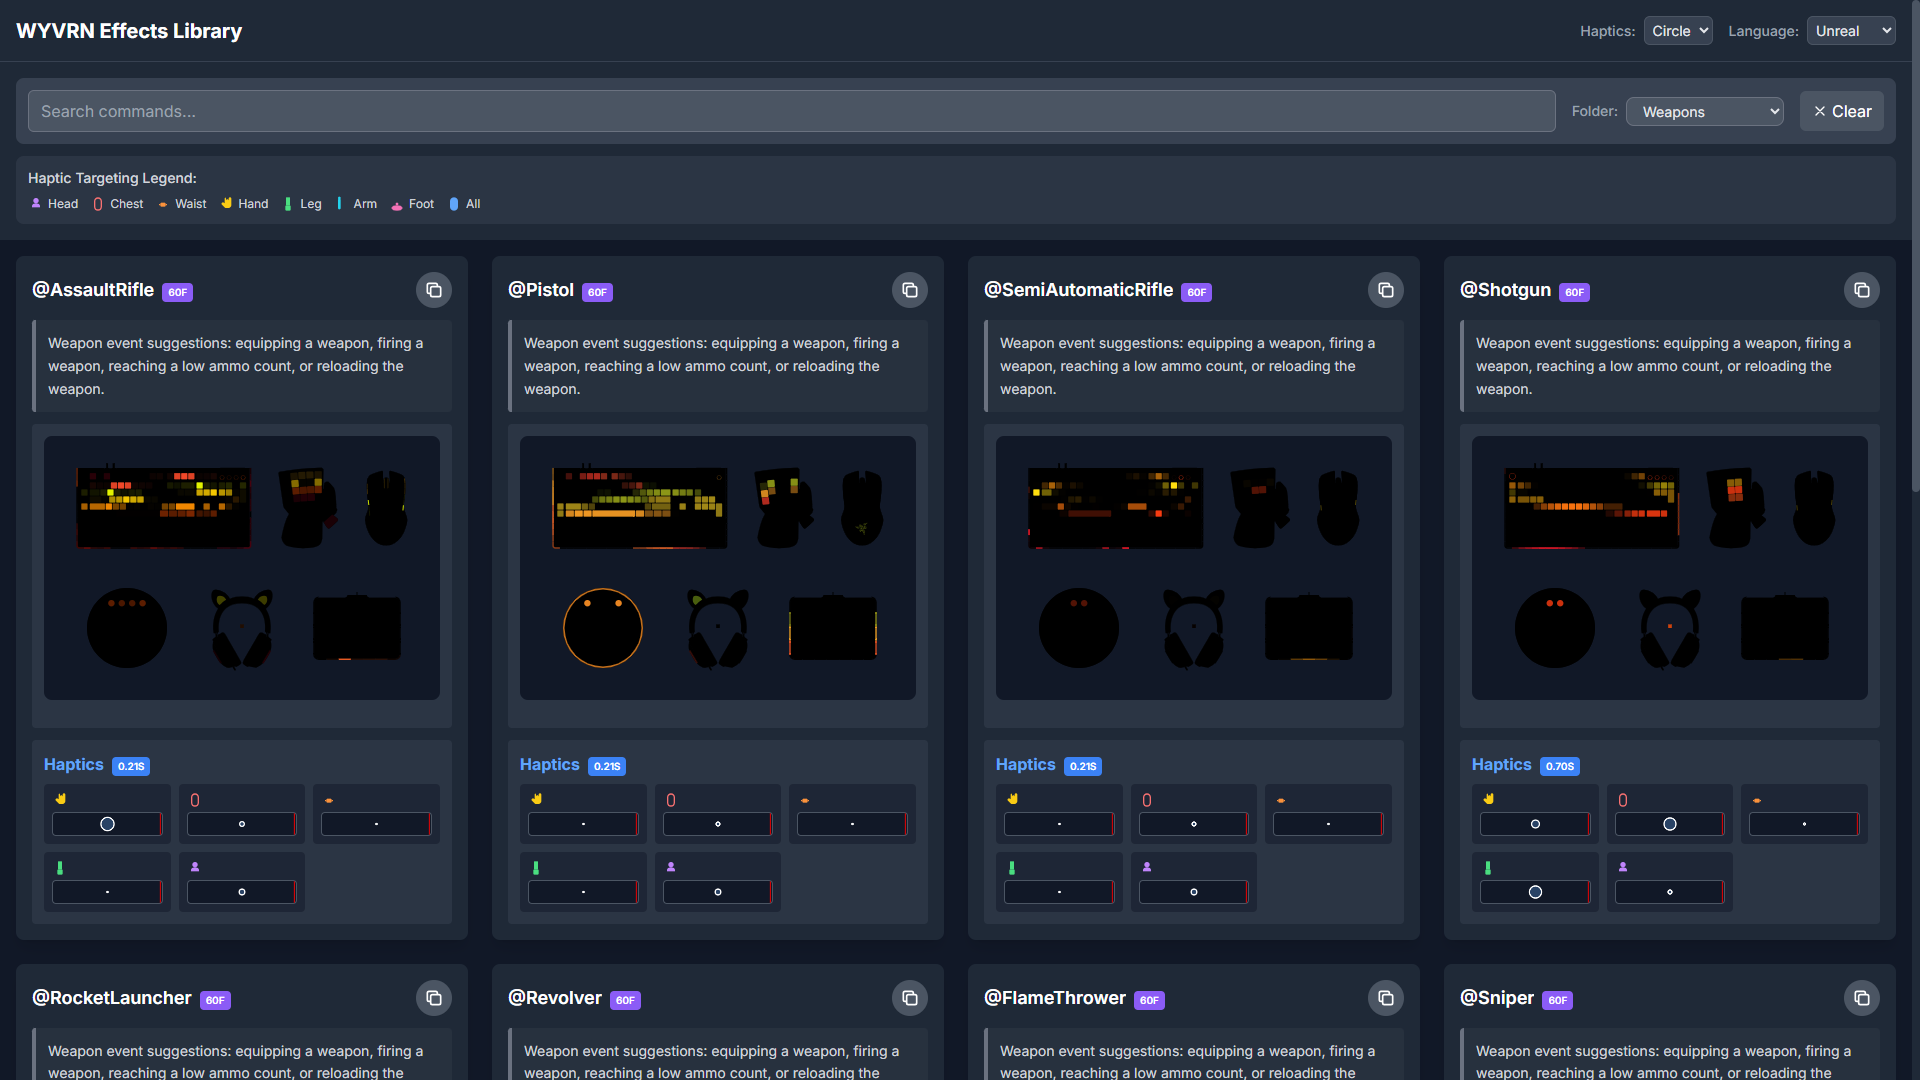 WYVRN Effects Library
Haptics: Circle Language: Unreal
Search commands...
Folder: Weapons Clear
Haptic Targeting Legend:
Head Chest Waist Hand Leg Arm Foot All
@AssaultRifle 60F
Weapon event suggestions: equipping a weapon, firing a
weapon, reaching a low ammo count, or reloading the
weapon.
Haptics 0.21S
@Pistol 60F
Weapon event suggestions: equipping a weapon, firing a
weapon, reaching a low ammo count, or reloading the
weapon.
Haptics 0.21S
@SemiAutomaticRifle 60F
Weapon event suggestions: equipping a weapon, firing a
weapon, reaching a low ammo count, or reloading the
weapon.
Haptics 0.21S
@Shotgun 60F
Weapon event suggestions: equipping a weapon, firing a
weapon, reaching a low ammo count, or reloading the
weapon.
Haptics 0.70S
@RocketLauncher 60F
Weapon event suggestions: equipping a weapon, firing a
weapon, reaching a low ammo count, or reloading the
@Revolver 60F
Weapon event suggestions: equipping a weapon, firing a
weapon, reaching a low ammo count, or reloading the
@FlameThrower 60F
Weapon event suggestions: equipping a weapon, firing a
weapon, reaching a low ammo count, or reloading the
@Sniper 60F
Weapon event suggestions: equipping a weapon, firing a
weapon, reaching a low ammo count, or reloading the